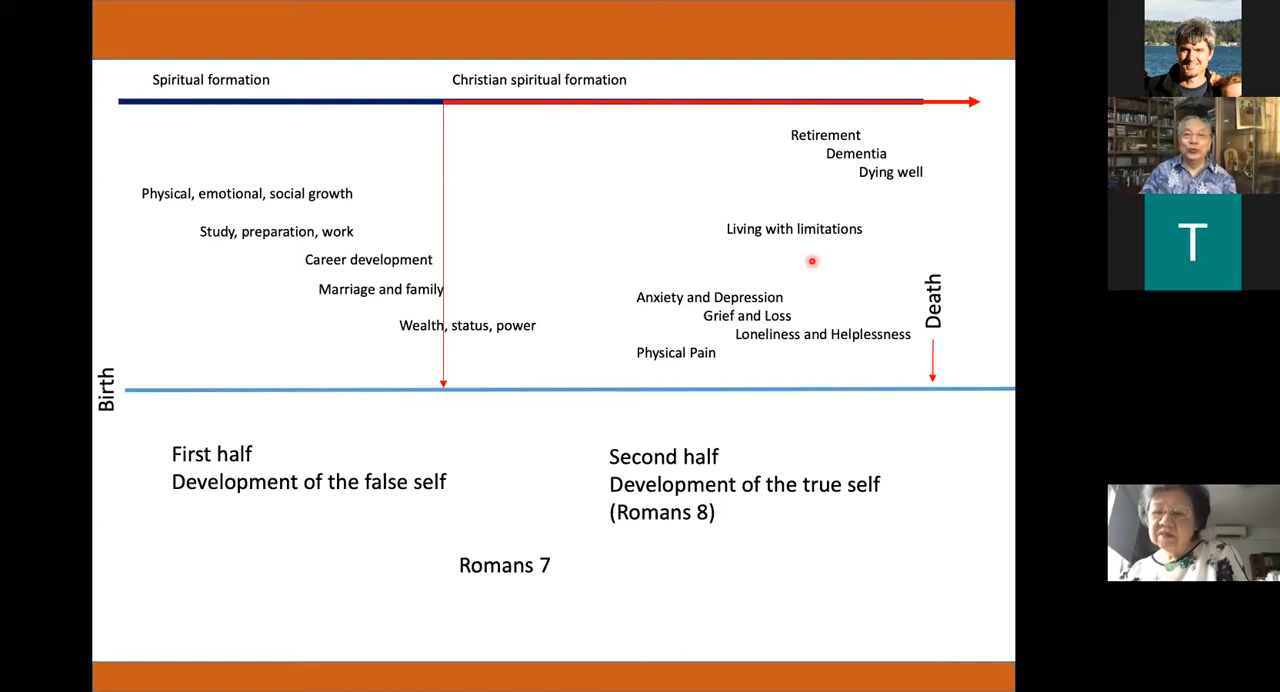 Spiritual formation
Christian spiritual formation
Retirement
Dementia
Dying well
Physical, emotional, social growth
Study, preparation, work
Living with limitations
Career development
Marriage and family
Anxiety and Depression
Grief and Loss
Wealth, status, power
Loneliness and Helplessness
Physical Pain
Death
Birth
First half
Development of the false self
Second half
Development of the true self
(Romans 8)
Romans 7
T